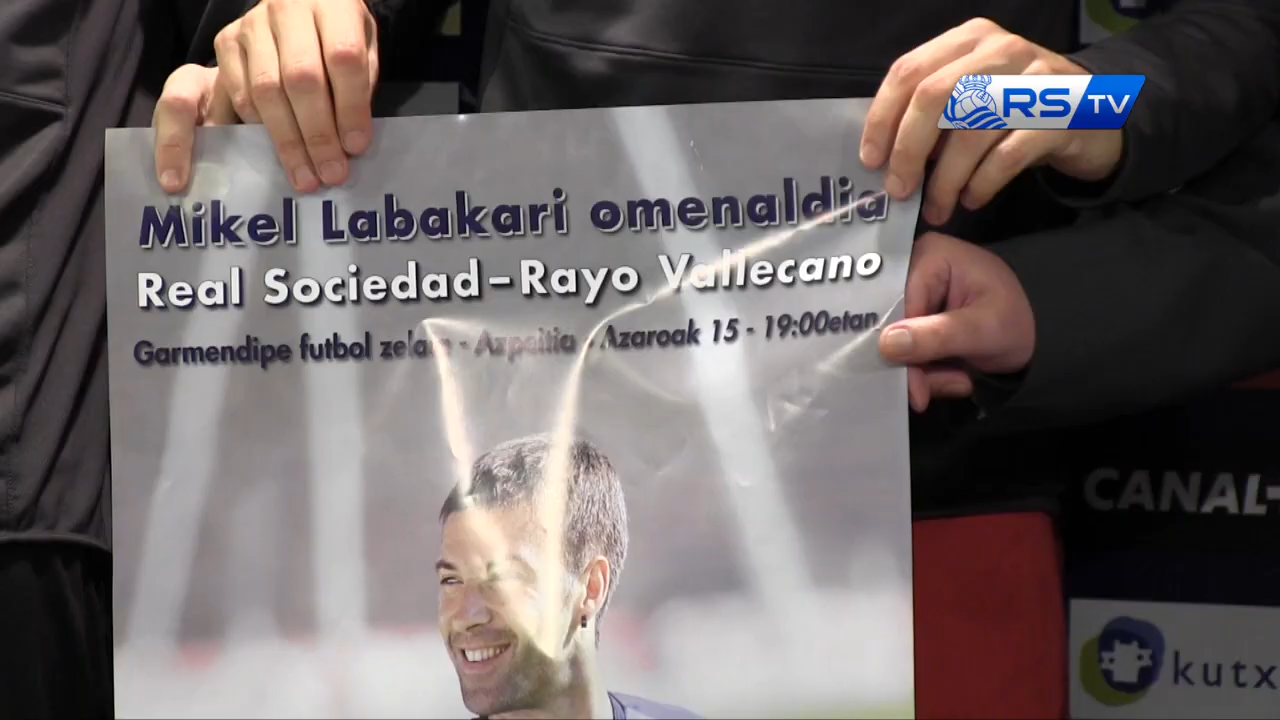 RS TV
Mikel Labakari omenaldia
Real Sociedad-Rayo Vallecano
Garmendipe futbol zelaia - Azpeitia - Azaroak 15 - 19:00etan
CANAL+
kutx